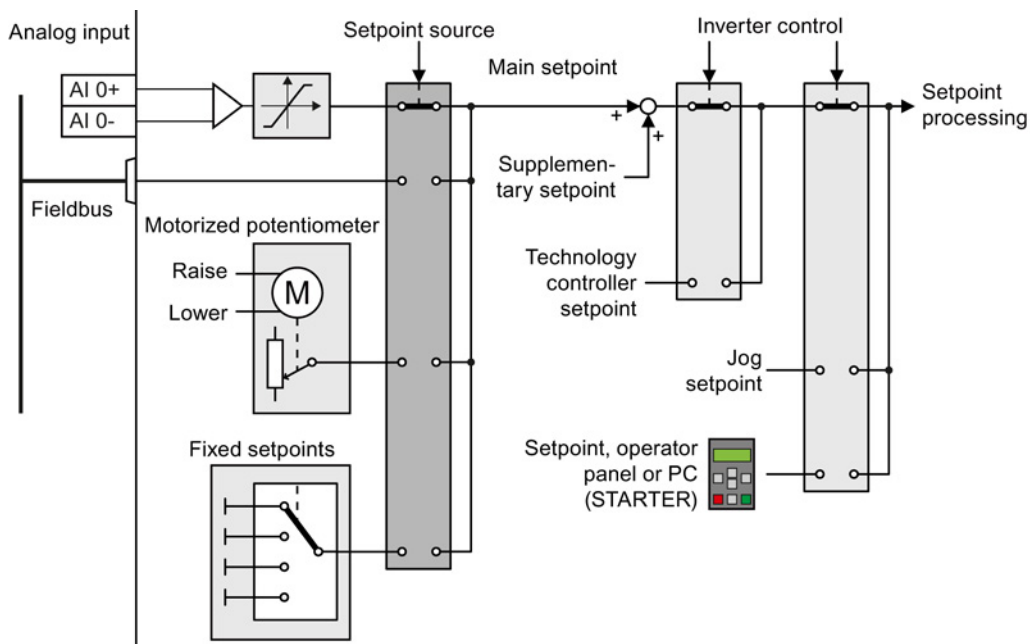 Analog input
Setpoint source
Inverter control
AI 0+
AI 0-
Main setpoint
Setpoint
processing
+
+
Supplemen-
tary setpoint
Fieldbus
Motorized potentiometer
Raise
Lower
M
Technology
controller
setpoint
Jog
setpoint
Fixed setpoints
Setpoint, operator
panel or PC
(STARTER)